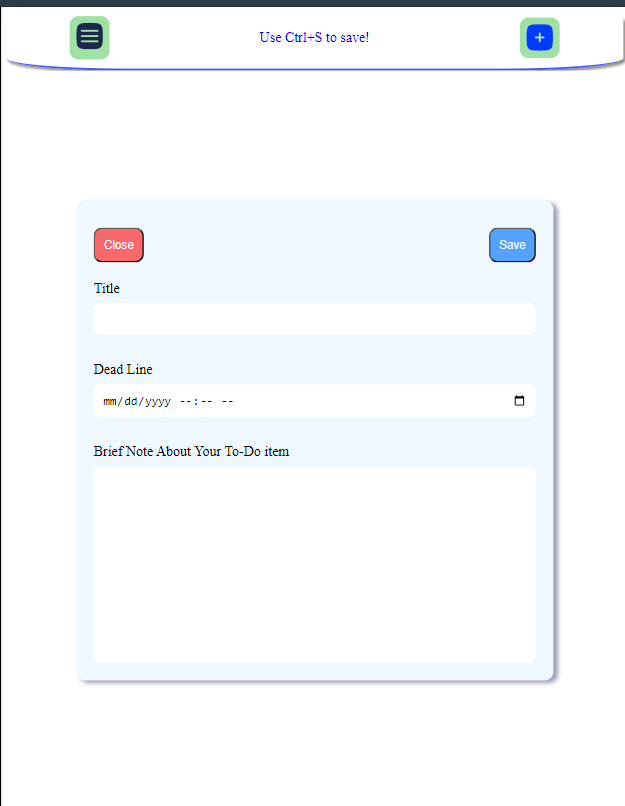 Use Ctrl+S to save!
+
Close
Save
Title
Dead Line
mm/dd/yyyy --:-- --
Brief Note About Your To-Do item